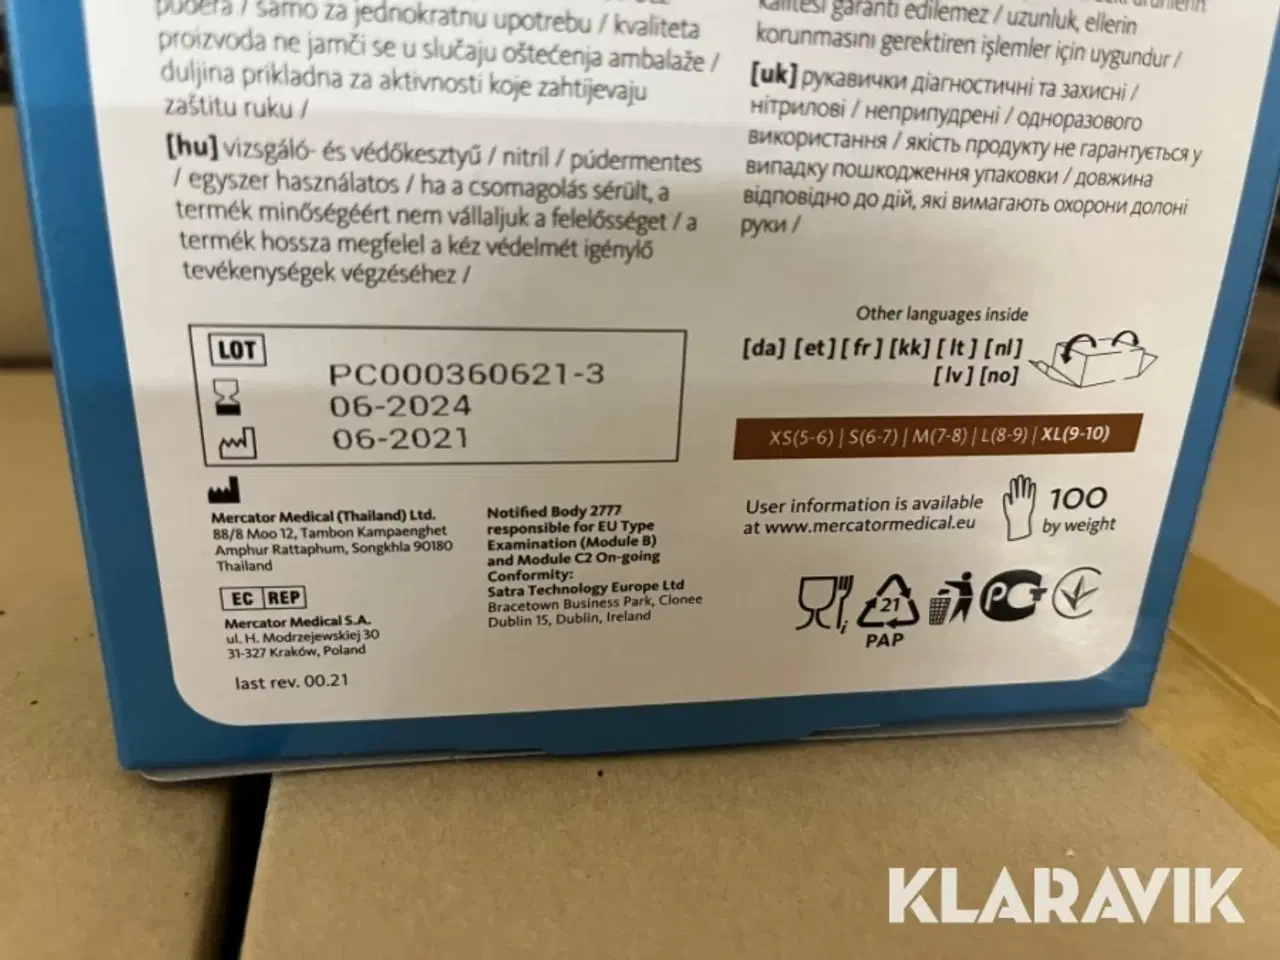 pudera / samo za jednokratnu upotrebu / kvaliteta
proizvoda ne jamči se u slučaju oštećenja ambalaže /
duljina prikladna za aktivnosti koje zahtijevaju
zaštitu ruku /
[hu] vizsgáló- és védőkesztyű / nitril / púdermentes
/ egyszer használatos / ha a csomagolás sérült, a
termék minőségéért nem vállaljuk a felelősséget / a
termék hossza megfelel a kéz védelmét igénylő
tevékenységek végzéséhez /
kalitesi garanti edilemez / uzunluk, ellerin
korunmasını gerektiren işlemler için uygundur /
[uk] рукавички діагностичні та захисні /
нітрилові / неприпудрені / одноразового
використання / якість продукту не гарантується у
випадку пошкодження упаковки / довжина
відповідно до дій, які вимагають охорони долоні
руки /
LOT
PC000360621-3
06-2024
06-2021
Other languages inside
[da] [et] [fr] [kk] [lt] [nl]
[lv] [no]
XS(5-6) | S(6-7) | M(7-8) | L(8-9) | XL(9-10)
Mercator Medical (Thailand) Ltd.
88/8 Moo 12, Tambon Kampaenghet
Amphur Rattaphum, Songkhla 90180
Thailand
EC REP
Mercator Medical S.A.
ul. H. Modrzejewskiej 30
31-327 Kraków, Poland
last rev. 00.21
Notified Body 2777
responsible for EU Type
Examination (Module B)
and Module C2 On-going
Conformity:
Satra Technology Europe Ltd
Bracetown Business Park, Clonee
Dublin 15, Dublin, Ireland
User information is available
at www.mercatormedical.eu
100
by weight
21
PAP
KLARAVIK